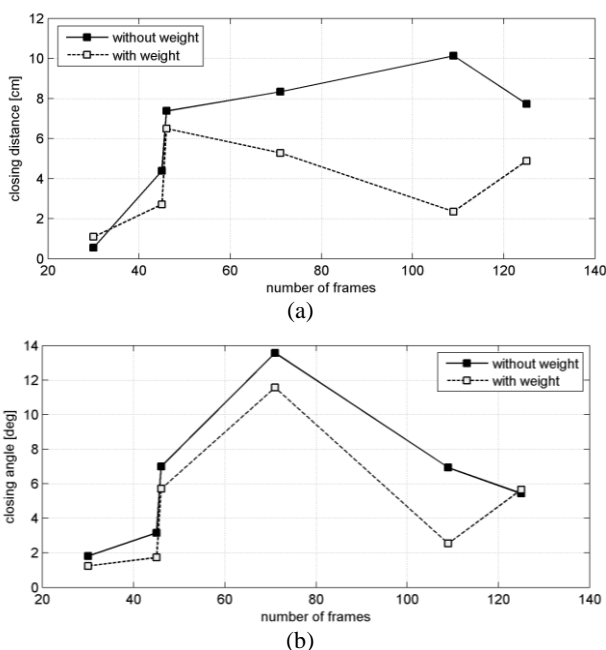 12
10
8
6
4
2
0
closing distance [cm]
without weight
with weight
20 40 60 80 100 120 140
number of frames
(a)
14
12
10
8
6
4
2
0
closing angle [deg]
without weight
with weight
20 40 60 80 100 120 140
number of frames
(b)